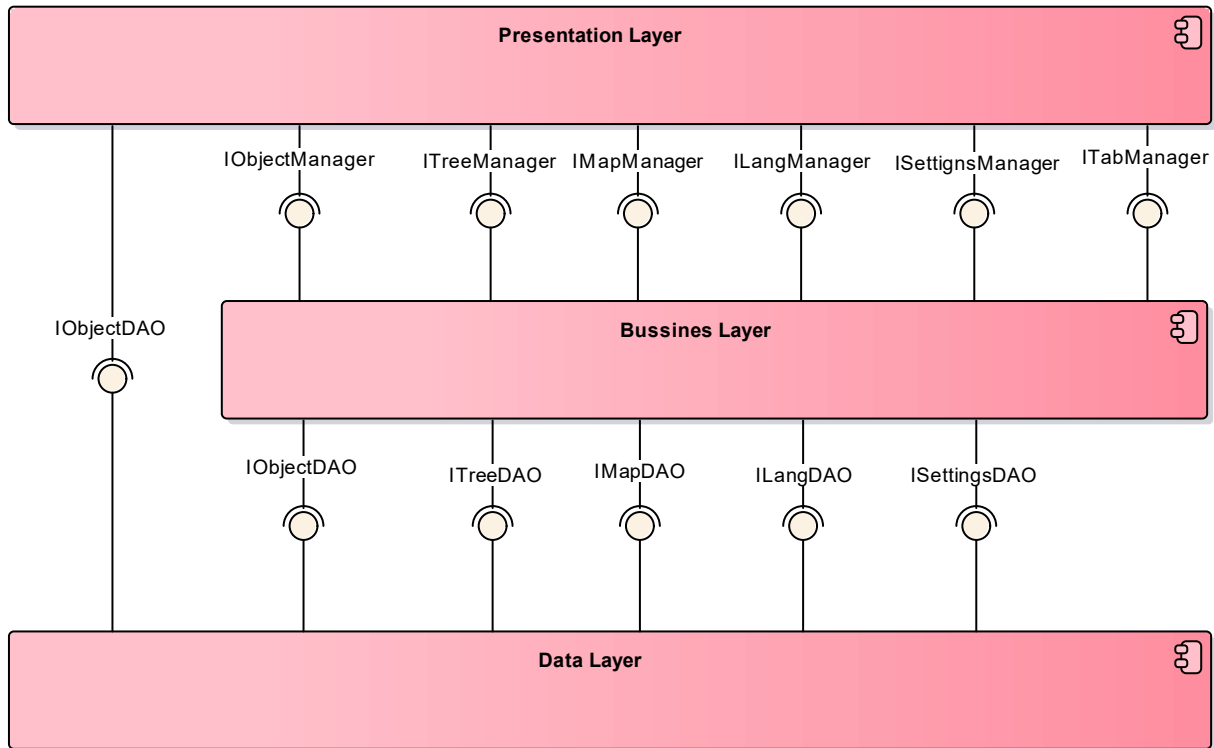 Presentation Layer
IObjectManager
ITreeManager
IMapManager
ILangManager
ISettignsManager
ITabManager
IObjectDAO
Bussines Layer
IObjectDAO
ITreeDAO
IMapDAO
ILangDAO
ISettingsDAO
Data Layer